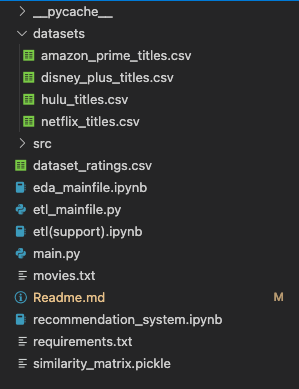 __pycache__
datasets
amazon_prime_titles.csv
disney_plus_titles.csv
hulu_titles.csv
netflix_titles.csv
src
dataset_ratings.csv
eda_mainfile.ipynb
etl_mainfile.py
etl(support).ipynb
main.py
movies.txt
Readme.md M
recommendation_system.ipynb
requirements.txt
similarity_matrix.pickle